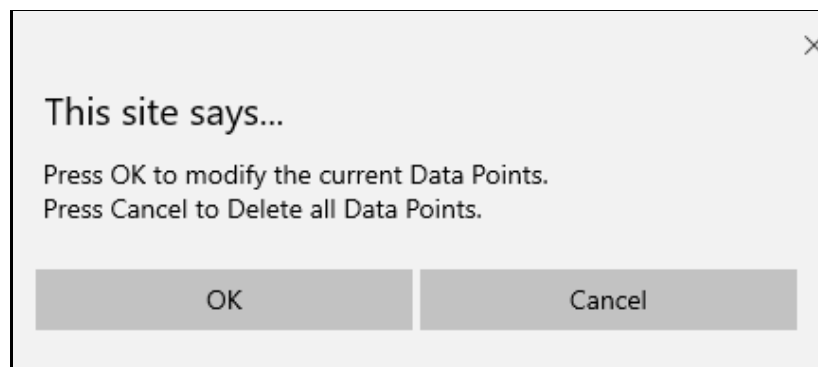 This site says...
Press OK to modify the current Data Points.
Press Cancel to Delete all Data Points.
OK
Cancel